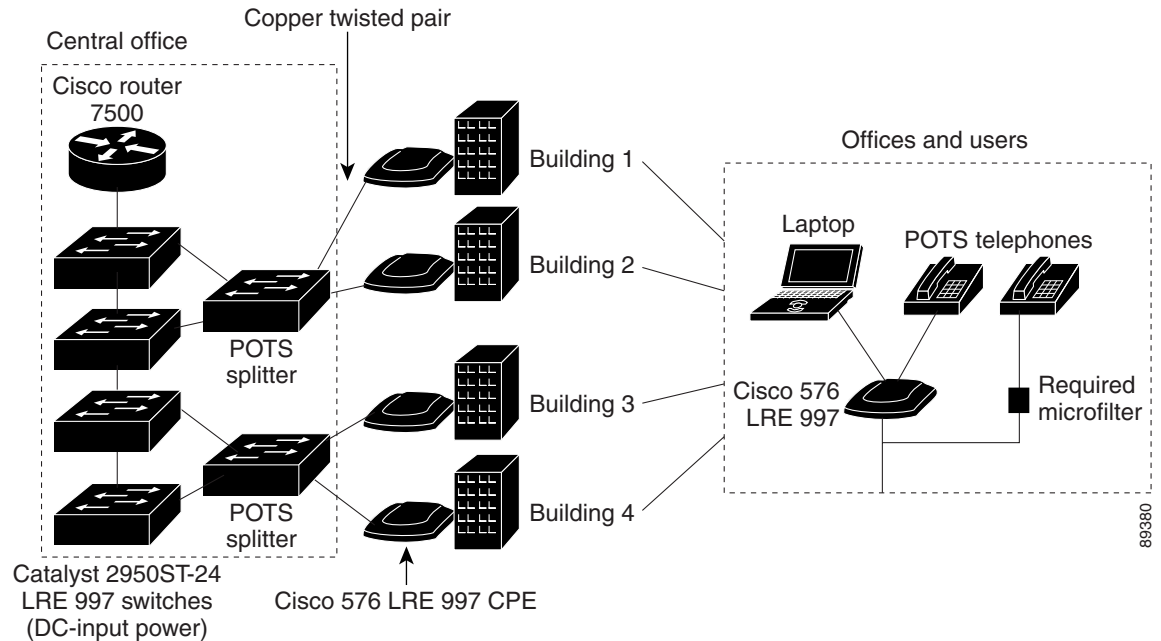 Copper twisted pair
Central office
Cisco router
7500
Building 1
Building 2
Building 3
Building 4
POTS
splitter
POTS
splitter
Catalyst 2950ST-24
LRE 997 switches
(DC-input power)
Cisco 576 LRE 997 CPE
Offices and users
Laptop
POTS telephones
Cisco 576
LRE 997
Required
microfilter
89380